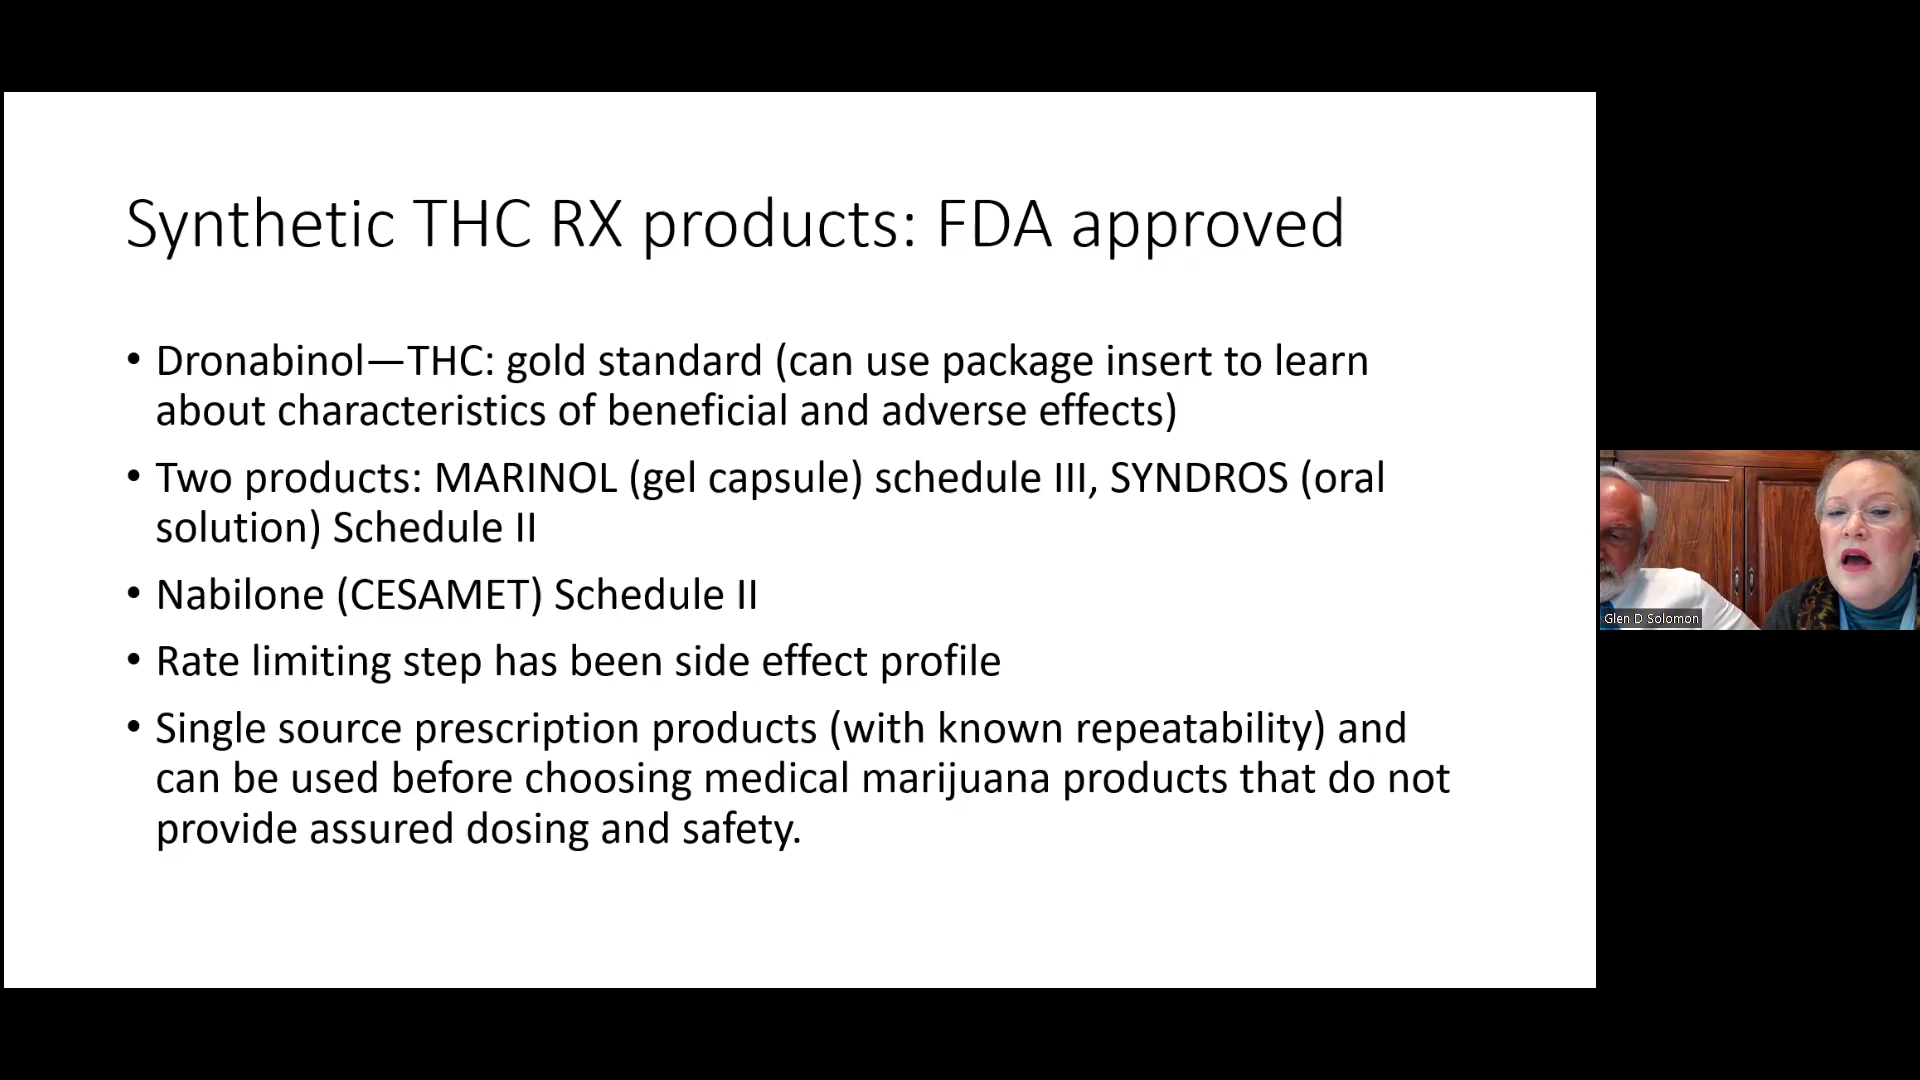 Synthetic THC RX products: FDA approved
• Dronabinol—THC: gold standard (can use package insert to learn
about characteristics of beneficial and adverse effects)
• Two products: MARINOL (gel capsule) schedule III, SYNDROS (oral
solution) Schedule II
• Nabilone (CESAMET) Schedule II
• Rate limiting step has been side effect profile
• Single source prescription products (with known repeatability) and
can be used before choosing medical marijuana products that do not
provide assured dosing and safety.
Glen D Solomon